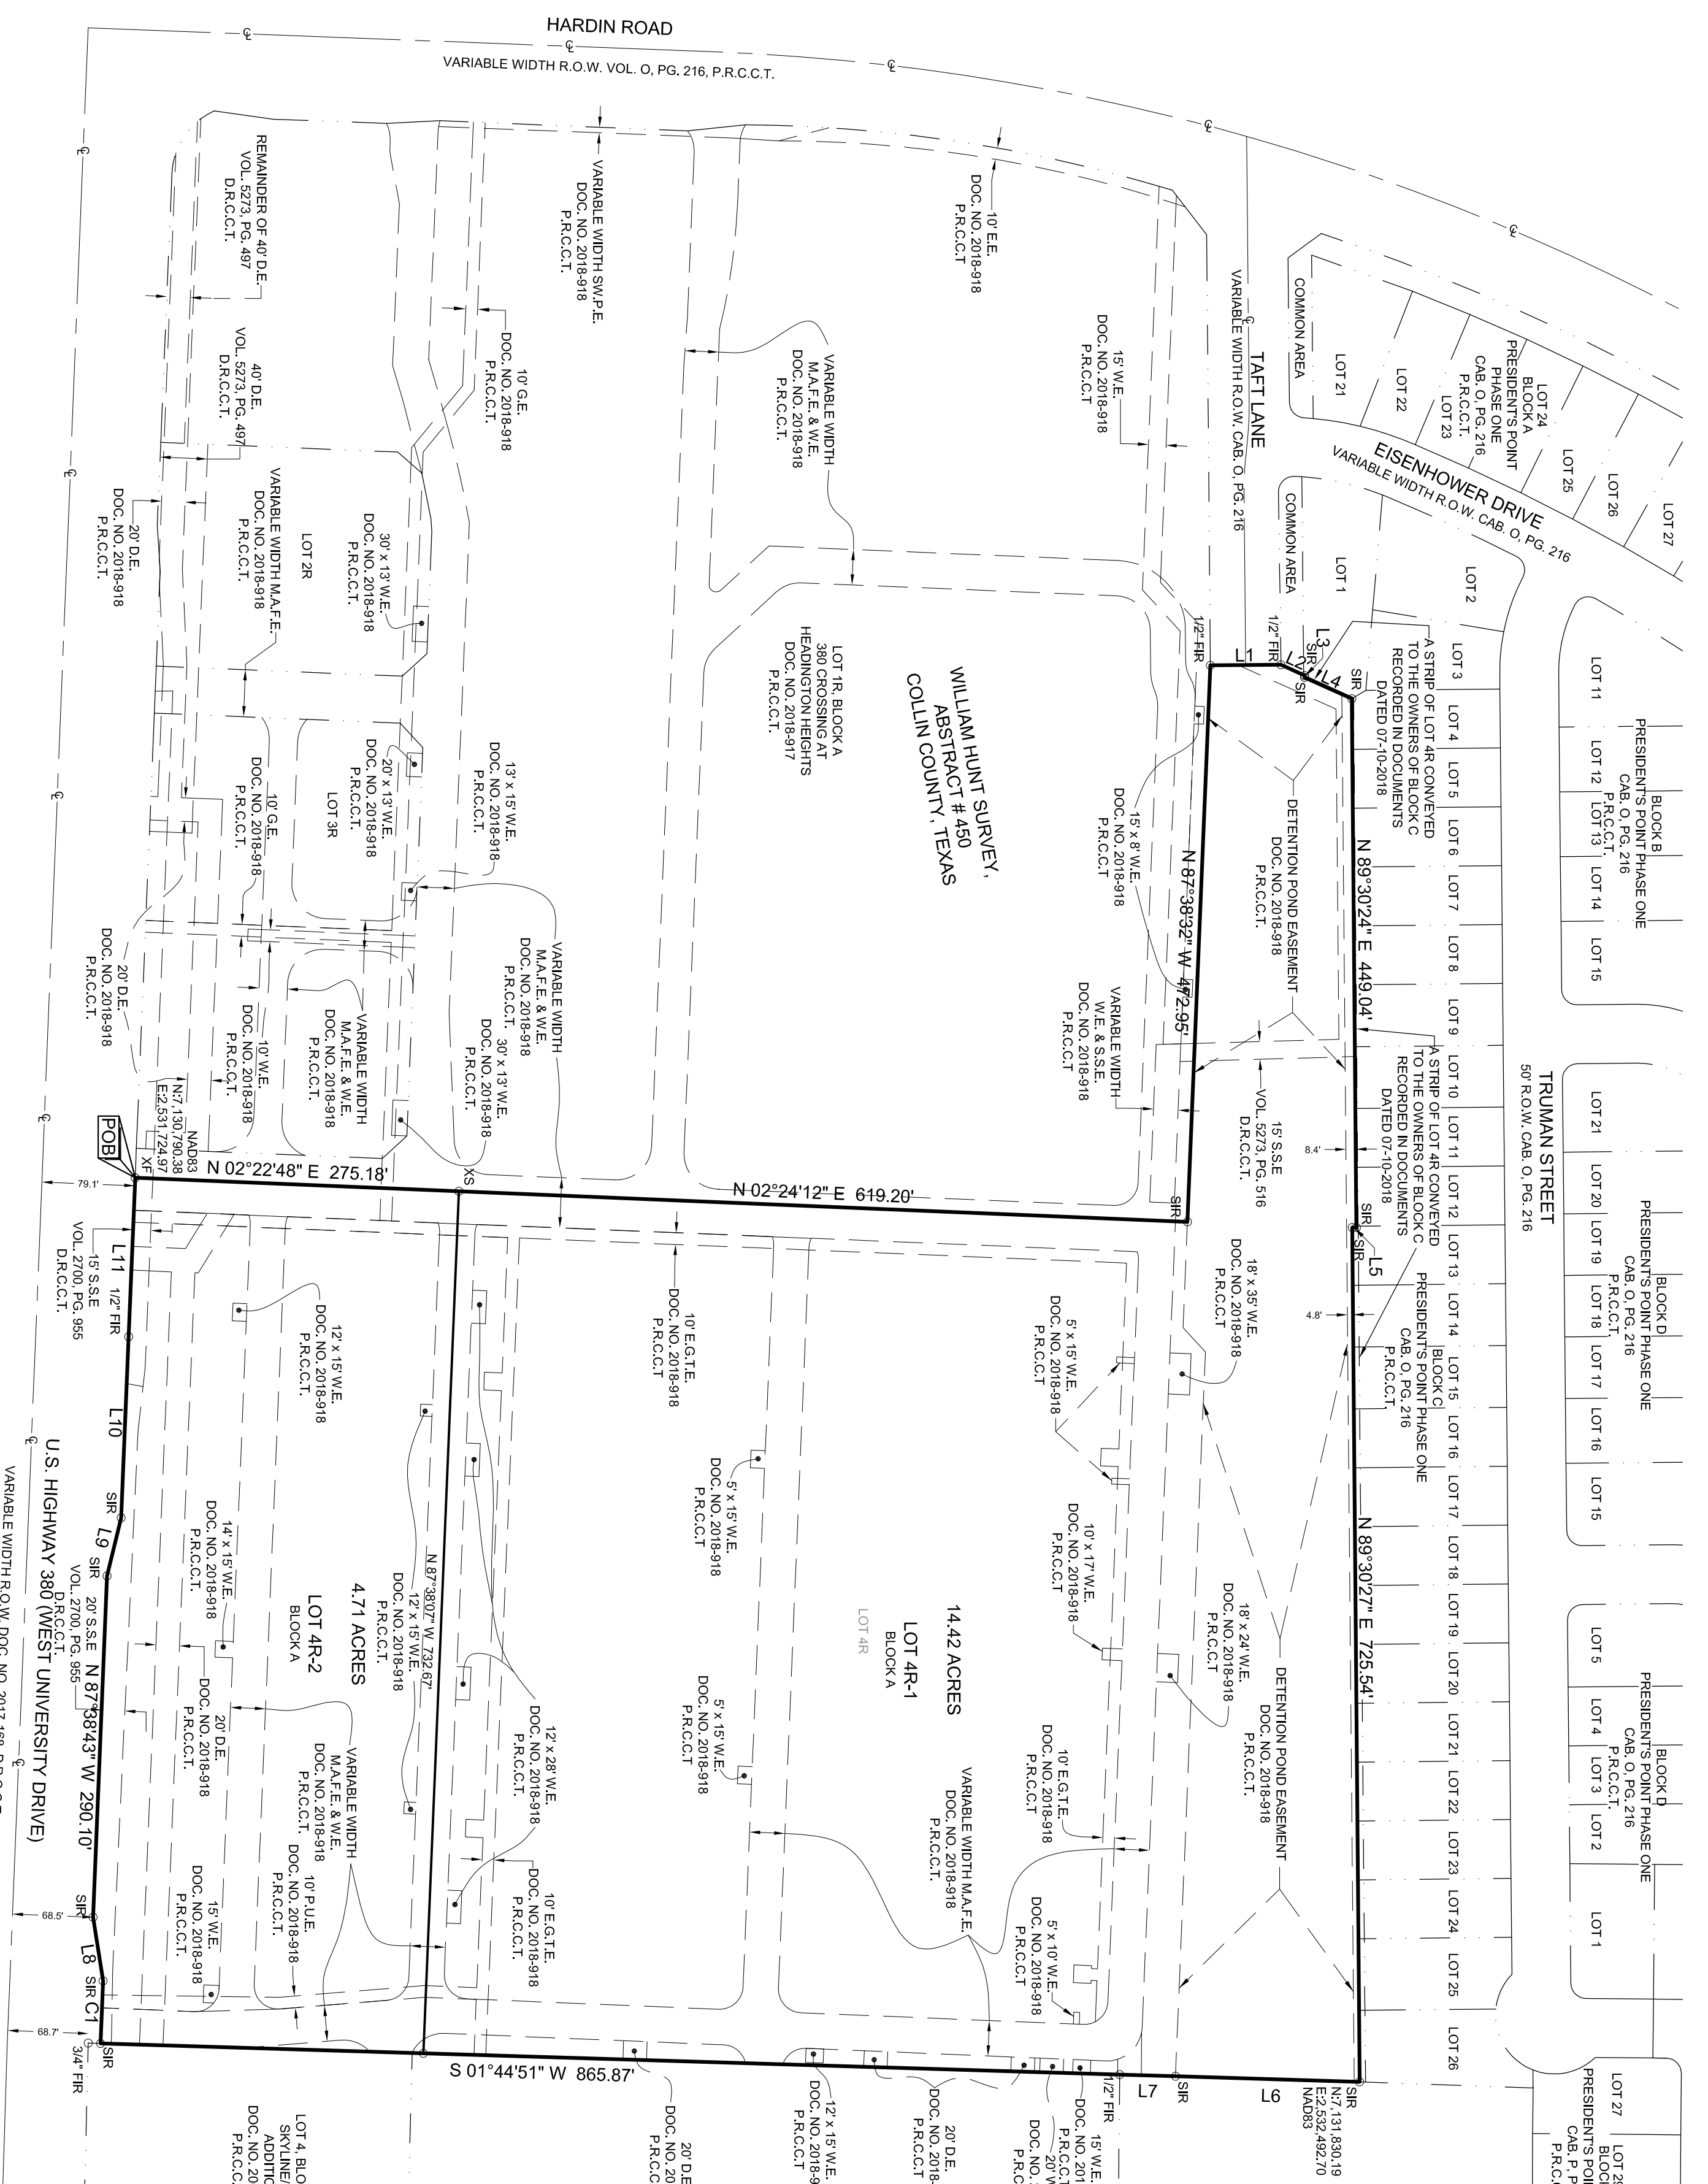 HARDIN ROAD
VARIABLE WIDTH R.O.W. VOL. O, PG. 216, P.R.C.C.T.
REMAINDER OF 40' D.E.
VOL. 5273, PG. 497
D.R.C.C.T.
40' D.E.
VOL. 5273, PG. 497
D.R.C.C.T.
VARIABLE WIDTH SW.P.E.
DOC. NO. 2018-918
P.R.C.C.T.
10' E.E.
DOC. NO. 2018-918
P.R.C.C.T
10' G.E.
DOC. NO. 2018-918
P.R.C.C.T.
VARIABLE WIDTH
M.A.F.E. & W.E.
DOC. NO. 2018-918
P.R.C.C.T.
15' W.E.
DOC. NO. 2018-918
P.R.C.C.T
TAFT LANE
VARIABLE WIDTH R.O.W. CAB. O, PG. 216
COMMON AREA
LOT 21
LOT 22
LOT 23
LOT 24
BLOCK A
PRESIDENT'S POINT
PHASE ONE
CAB. O, PG. 216
P.R.C.C.T.
LOT 25
LOT 26
LOT 27
EISENHOWER DRIVE
VARIABLE WIDTH R.O.W. CAB. O, PG. 216
COMMON AREA
LOT 1
LOT 2
LOT 3
LOT 4
LOT 5
LOT 6
LOT 7
LOT 8
LOT 9
LOT 10
LOT 11
LOT 12
LOT 13
LOT 14
LOT 15
LOT 16
LOT 17
LOT 18
LOT 19
LOT 20
LOT 21
LOT 22
LOT 23
LOT 24
LOT 25
LOT 26
BLOCK B
PRESIDENT'S POINT PHASE ONE
CAB. O, PG. 216
P.R.C.C.T.
LOT 11
LOT 12
LOT 13
LOT 14
LOT 15
TRUMAN STREET
50' R.O.W. CAB. O, PG. 216
BLOCK D
PRESIDENT'S POINT PHASE ONE
CAB. O, PG. 216
P.R.C.C.T.
LOT 21
LOT 20
LOT 19
LOT 18
LOT 17
LOT 16
LOT 15
BLOCK D
PRESIDENT'S POINT PHASE ONE
CAB. O, PG. 216
P.R.C.C.T.
LOT 5
LOT 4
LOT 3
LOT 2
LOT 1
LOT 27
A STRIP OF LOT 4R CONVEYED
TO THE OWNERS OF BLOCK C
RECORDED IN DOCUMENTS
DATED 07-10-2018
A STRIP OF LOT 4R CONVEYED
TO THE OWNERS OF BLOCK C
RECORDED IN DOCUMENTS
DATED 07-10-2018
BLOCK C
PRESIDENT'S POINT PHASE ONE
CAB. O, PG. 216
P.R.C.C.T.
1/2" FIR
L1
1/2" FIR
L2
SIR
L3
SIR
L4
SIR
N 89°30'24" E 449.04'
8.4'
SIR
SIR
L5
4.8'
N 89°30'27" E 725.54'
SIR
N:7,131,830.19
E:2,532,492.70
NAD83
L6
SIR
L7
1/2" FIR
N 87°38'32" W 472.95'
SIR
N 02°24'12" E 619.20'
XS
N 02°22'48" E 275.18'
XF
NAD83
N:7,130,790.38
E:2,531,724.97
POB
79.1'
L11
1/2" FIR
L10
SIR
L9
SIR
N 87°38'43" W 290.10'
SIR
68.5'
L8
SIR
C1
SIR
68.7'
3/4" FIR
S 01°44'51" W 865.87'
N 87°38'07" W 732.67'
WILLIAM HUNT SURVEY,
ABSTRACT # 450
COLLIN COUNTY, TEXAS
LOT 1R, BLOCK A
380 CROSSING AT
HEADINGTON HEIGHTS
DOC. NO. 2018-917
P.R.C.C.T.
DETENTION POND EASEMENT
DOC. NO. 2018-918
P.R.C.C.T.
15' x 8' W.E.
DOC. NO. 2018-918
P.R.C.C.T
VARIABLE WIDTH
W.E. & S.S.E.
DOC. NO. 2018-918
P.R.C.C.T
15' S.S.E
VOL. 5273, PG. 516
D.R.C.C.T.
20' D.E.
DOC. NO. 2018-918
P.R.C.C.T.
VARIABLE WIDTH M.A.F.E.
DOC. NO. 2018-918
P.R.C.C.T.
LOT 2R
30' x 13' W.E.
DOC. NO. 2018-918
P.R.C.C.T.
10' G.E.
DOC. NO. 2018-918
P.R.C.C.T.
LOT 3R
20' x 13' W.E.
DOC. NO. 2018-918
P.R.C.C.T.
13' x 15' W.E.
DOC. NO. 2018-918
P.R.C.C.T.
VARIABLE WIDTH
M.A.F.E. & W.E.
DOC. NO. 2018-918
P.R.C.C.T.
30' x 13' W.E.
DOC. NO. 2018-918
P.R.C.C.T.
VARIABLE WIDTH
M.A.F.E. & W.E.
DOC. NO. 2018-918
P.R.C.C.T.
10' W.E.
DOC. NO. 2018-918
P.R.C.C.T.
20' D.E.
DOC. NO. 2018-918
P.R.C.C.T.
18' x 35' W.E.
DOC. NO. 2018-918
P.R.C.C.T
5' x 15' W.E.
DOC. NO. 2018-918
P.R.C.C.T
10' E.G.T.E.
DOC. NO. 2018-918
P.R.C.C.T
12' x 15' W.E.
DOC. NO. 2018-918
P.R.C.C.T.
15' S.S.E
VOL. 2700, PG. 955
D.R.C.C.T.
5' x 15' W.E.
DOC. NO. 2018-918
P.R.C.C.T
10' x 17' W.E.
DOC. NO. 2018-918
P.R.C.C.T
18' x 24' W.E.
DOC. NO. 2018-918
P.R.C.C.T
DETENTION POND EASEMENT
DOC. NO. 2018-918
P.R.C.C.T.
14.42 ACRES
LOT 4R-1
BLOCK A
LOT 4R
12' x 15' W.E.
DOC. NO. 2018-918
P.R.C.C.T.
4.71 ACRES
LOT 4R-2
BLOCK A
14' x 15' W.E.
DOC. NO. 2018-918
P.R.C.C.T.
20' S.S.E
VOL. 2700, PG. 955
D.R.C.C.T.
20' D.E.
DOC. NO. 2018-918
P.R.C.C.T.
5' x 15' W.E.
DOC. NO. 2018-918
P.R.C.C.T
12' x 28' W.E.
DOC. NO. 2018-918
P.R.C.C.T.
10' E.G.T.E.
DOC. NO. 2018-918
P.R.C.C.T
VARIABLE WIDTH M.A.F.E.
DOC. NO. 2018-918
P.R.C.C.T.
VARIABLE WIDTH
M.A.F.E. & W.E.
DOC. NO. 2018-918
P.R.C.C.T.
10' E.G.T.E.
DOC. NO. 2018-918
P.R.C.C.T.
5' x 10' W.E.
DOC. NO. 2018-918
P.R.C.C.T
10' P.U.E.
DOC. NO. 2018-918
P.R.C.C.T.
15' W.E.
DOC. NO. 2018-918
P.R.C.C.T.
U.S. HIGHWAY 380 (WEST UNIVERSITY DRIVE)
12' x 15' W.E.
P.R.C.C.T
20' D.E.
15' W.E.
LOT 4,